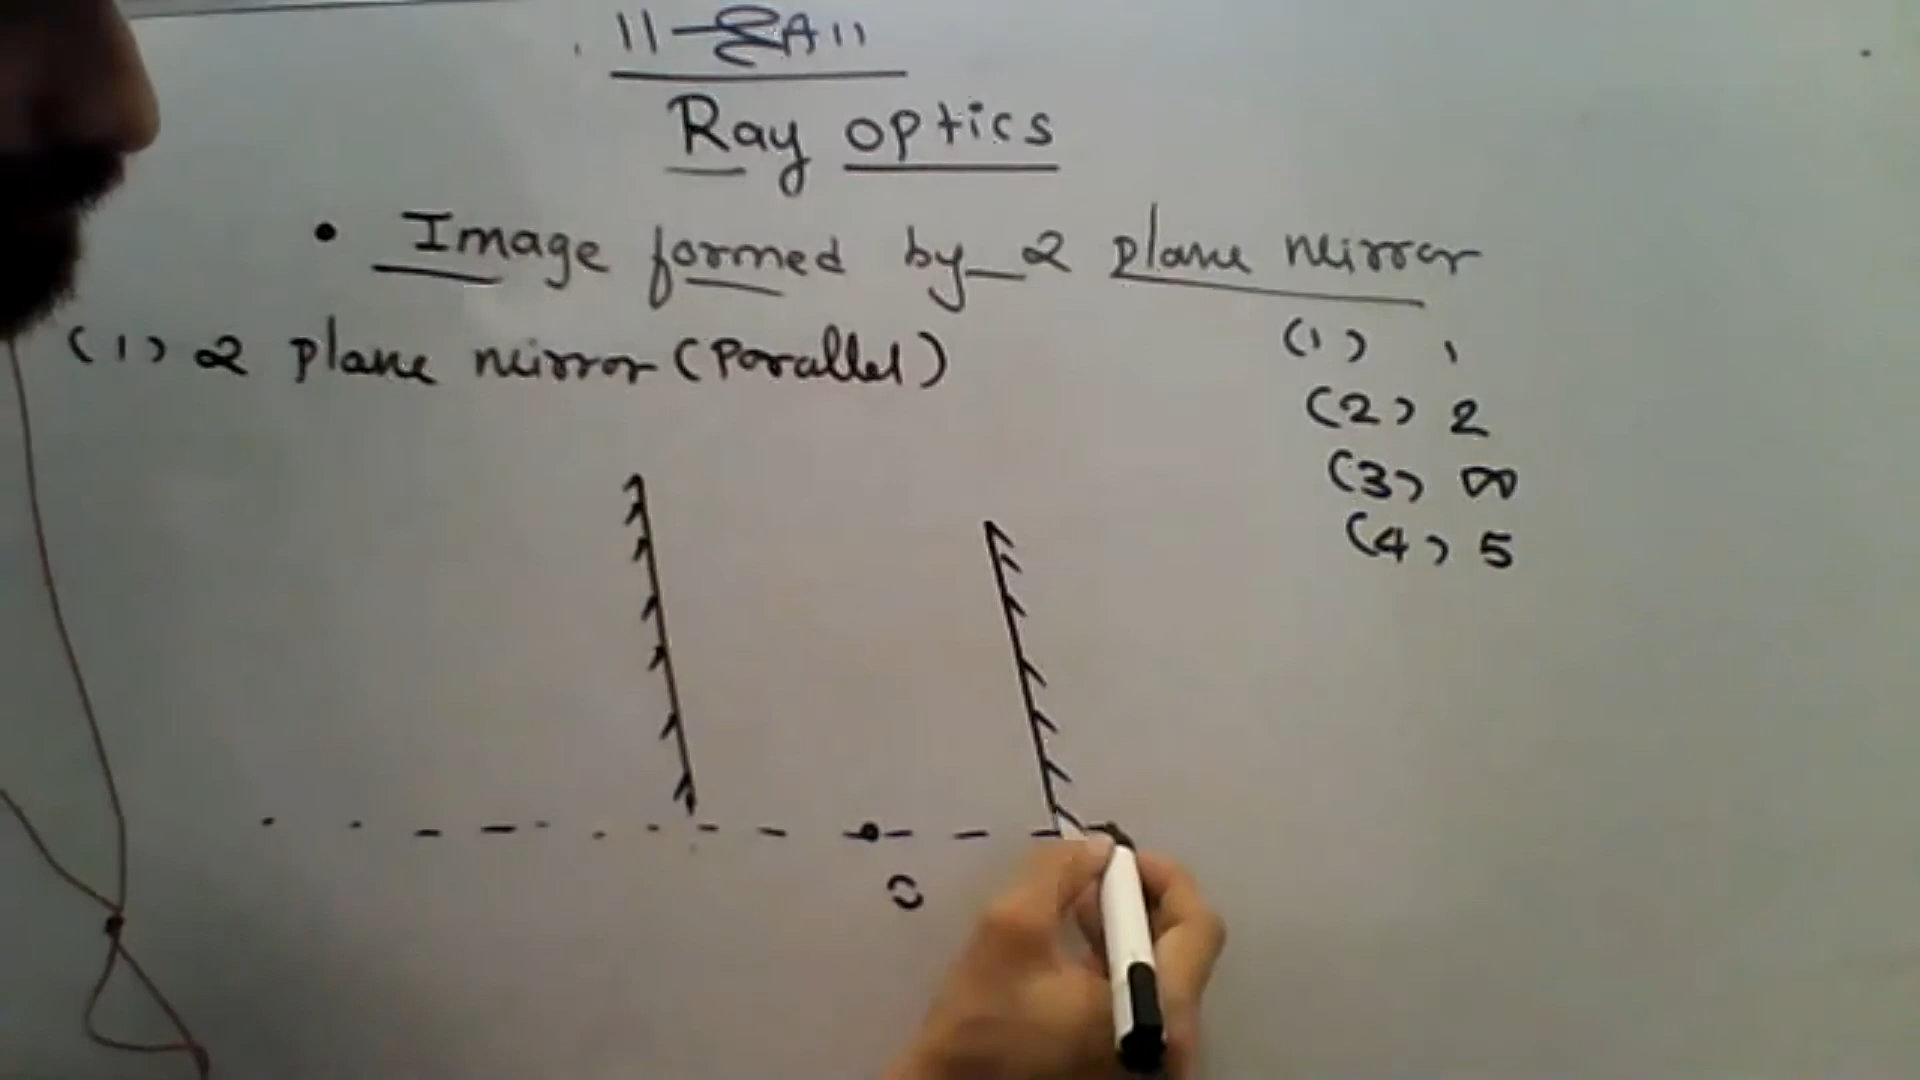 Ray optics
• Image formed by 2 plane mirror
(1) 2 plane mirror (Parallel)
(1) 1
(2) 2
(3) ∞
(4) 5
O